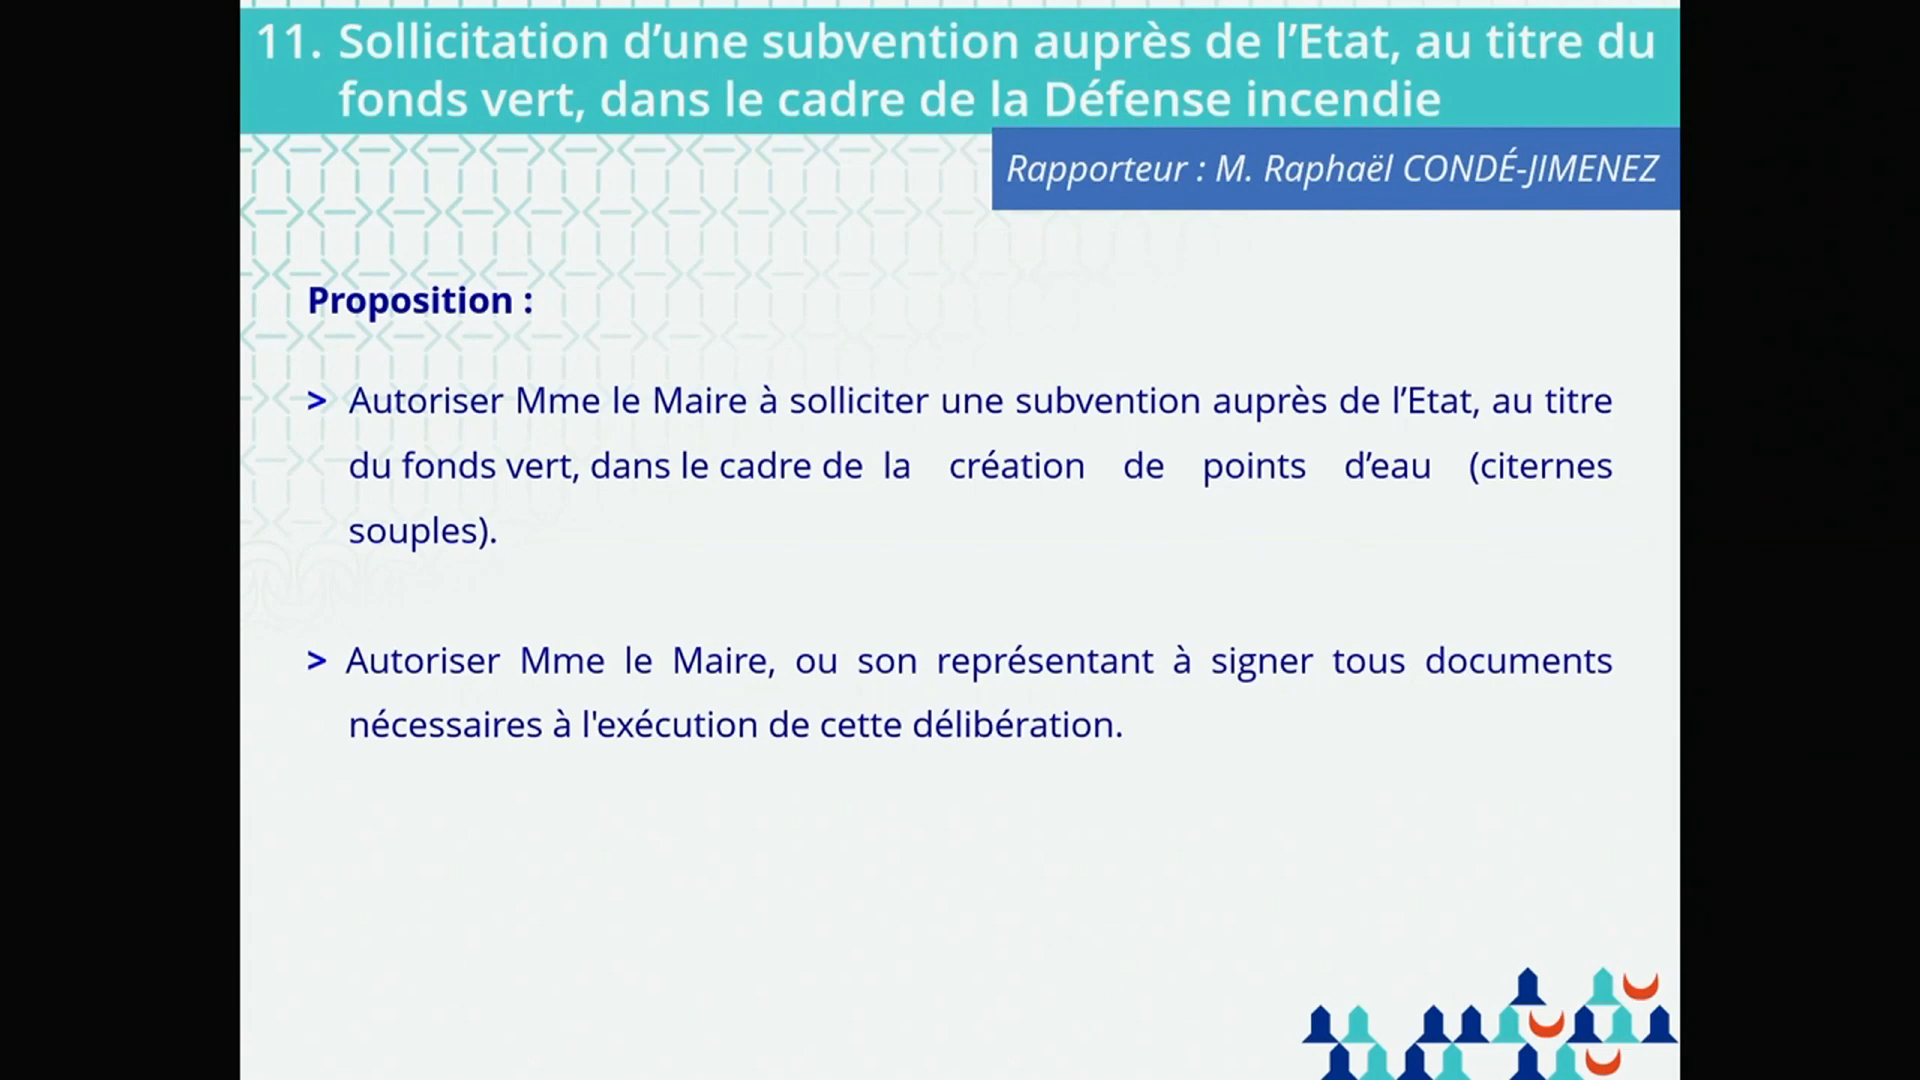 11. Sollicitation d’une subvention auprès de l’Etat, au titre du
fonds vert, dans le cadre de la Défense incendie
Rapporteur : M. Raphaël CONDÉ-JIMENEZ
Proposition :
> Autoriser Mme le Maire à solliciter une subvention auprès de l’Etat, au titre
du fonds vert, dans le cadre de la création de points d’eau (citernes
souples).
> Autoriser Mme le Maire, ou son représentant à signer tous documents
nécessaires à l'exécution de cette délibération.